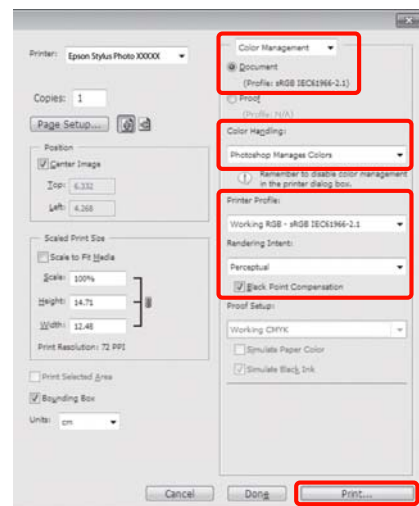 Printer: Epson Stylus Photo XXXXX
Copies: 1
Page Setup...
Position
Center Image
Top: 6.332
Left: 4.268
Scaled Print Size
Scale to Fit Media
Scale: 100%
Height: 14.71
Width: 12.48
Print Resolution: 72 PPI
Print Selected Area
Bounding Box
Units: cm
Color Management
Document
(Profile: sRGB IEC61966-2.1)
Proof
(Profile: N/A)
Color Handling:
Photoshop Manages Colors
Remember to disable color management
in the printer dialog box.
Printer Profile:
Working RGB - sRGB IEC61966-2.1
Rendering Intent:
Perceptual
Black Point Compensation
Proof Setup:
Working CMYK
Simulate Paper Color
Simulate Black Ink
Cancel
Done
Print...